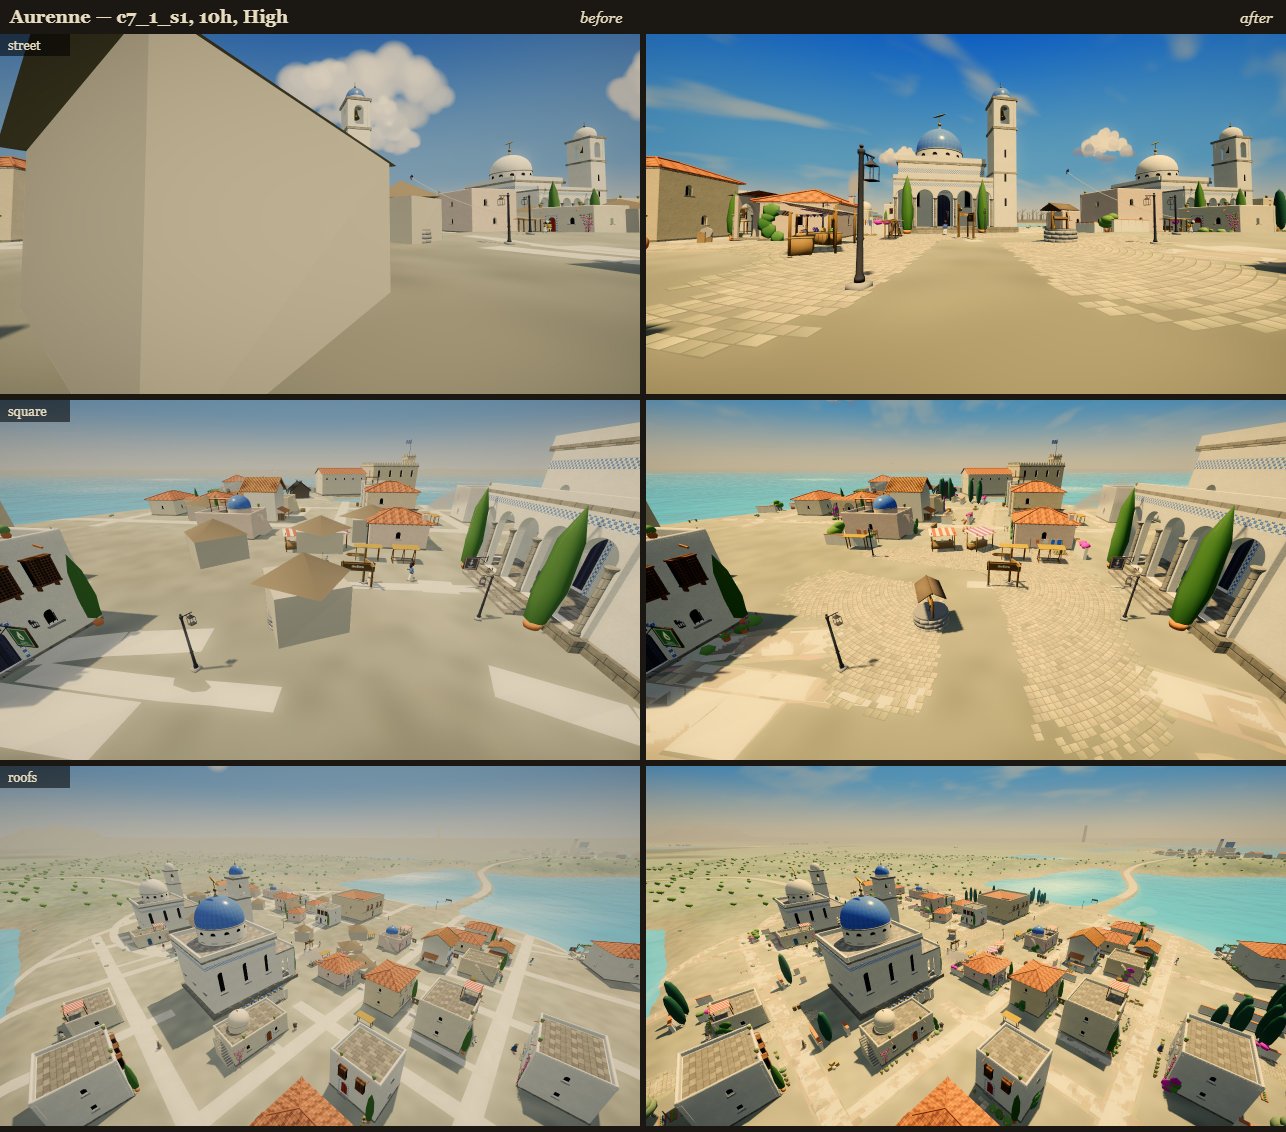 Aurenne — c7_1_s1, 10h, High
before
after
street
square
roofs